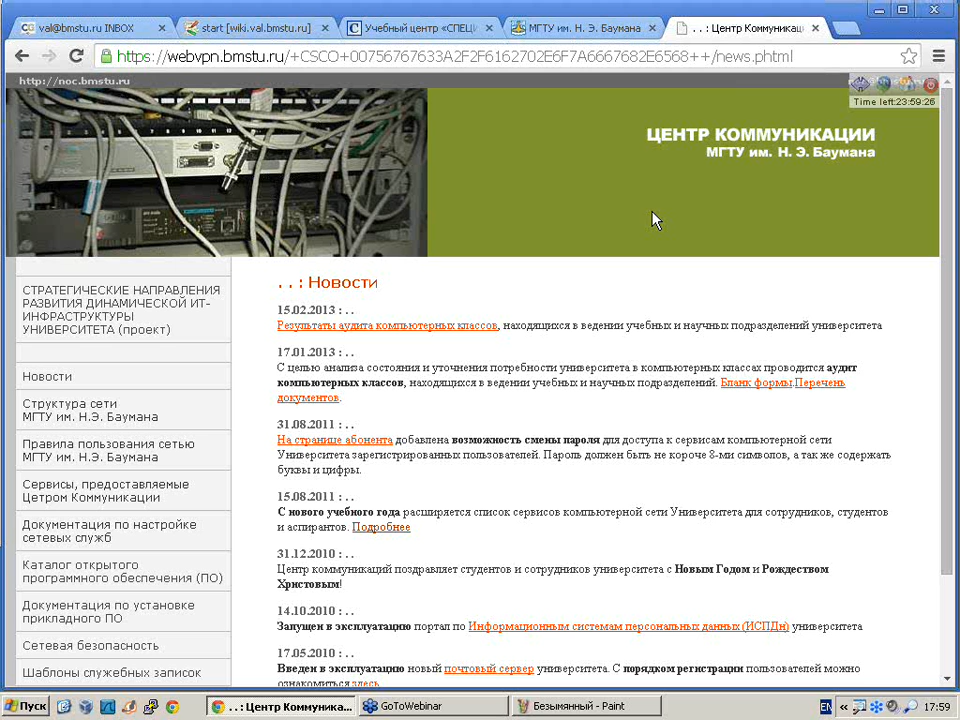 val@bmstu.ru INBOX
start [wiki.val.bmstu.ru]
Учебный центр «СПЕЦИ
МГТУ им. Н. Э. Баумана
. . : Центр Коммуникац
https://webvpn.bmstu.ru/+CSCO+00756767633A2F2F6162702E6F7A6667682E6568++/news.phtml
http://noc.bmstu.ru
Time left:23:59:26
ЦЕНТР КОММУНИКАЦИИ
МГТУ им. Н. Э. Баумана
СТРАТЕГИЧЕСКИЕ НАПРАВЛЕНИЯ
РАЗВИТИЯ ДИНАМИЧЕСКОЙ ИТ-
ИНФРАСТРУКТУРЫ
УНИВЕРСИТЕТА (проект)
Новости
Структура сети
МГТУ им. Н.Э. Баумана
Правила пользования сетью
МГТУ им. Н.Э. Баумана
Сервисы, предоставляемые
Цетром Коммуникации
Документация по настройке
сетевых служб
Каталог открытого
программного обеспечения (ПО)
Документация по установке
прикладного ПО
Сетевая безопасность
Шаблоны служебных записок
. . : Новости
15.02.2013 : . .
Результаты аудита компьютерных классов, находящихся в ведении учебных и научных подразделений университета
17.01.2013 : . .
С целью анализа состояния и уточнения потребности университета в компьютерных классах проводится аудит
компьютерных классов, находящихся в ведении учебных и научных подразделений. Бланк формы.Перечень
документов.
31.08.2011 : . .
На странице абонента добавлена возможность смены пароля для доступа к сервисам компьютерной сети
Университета зарегистрированных пользователей. Пароль должен быть не короче 8-ми символов, а так же содержать
буквы и цифры.
15.08.2011 : . .
С нового учебного года расширяется список сервисов компьютерной сети Университета для сотрудников, студентов
и аспирантов. Подробнее
31.12.2010 : . .
Центр коммуникаций поздравляет студентов и сотрудников университета с Новым Годом и Рождеством
Христовым!
14.10.2010 : . .
Запущен в эксплуатацию портал по Информационным системам персональных данных (ИСПДн) университета
17.05.2010 : . .
Введен в эксплуатацию новый почтовый сервер университета. С порядком регистрации пользователей можно
ознакомиться здесь
Пуск
. . : Центр Коммуника...
GoToWebinar
Безымянный - Paint
EN
17:59